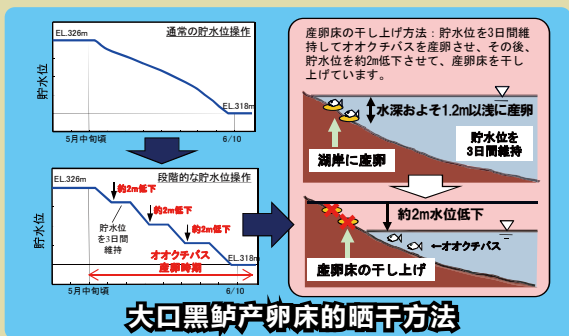 通常の貯水位操作
EL.326m
貯水位
EL.318m
5月中旬頃
6/10
段階的な貯水位操作
EL.326m
約2m低下
約2m低下
約2m低下
貯水位
貯水位
を3日間
維持
オオクチバス
産卵時期
EL.318m
5月中旬頃
6/10
産卵床の干し上げ方法：貯水位を3日間維
持してオオクチバスを産卵させ、その後、
貯水位を約2m低下させて、産卵床を干し
上げています。
水深およそ1.2m以浅に産卵
貯水位を
3日間維持
湖岸に産卵
約2m水位低下
←オオクチバス
産卵床の干し上げ
大口黑鲈产卵床的晒干方法